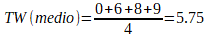 TW (medio) = (0+6+8+9)/4 = 5.75